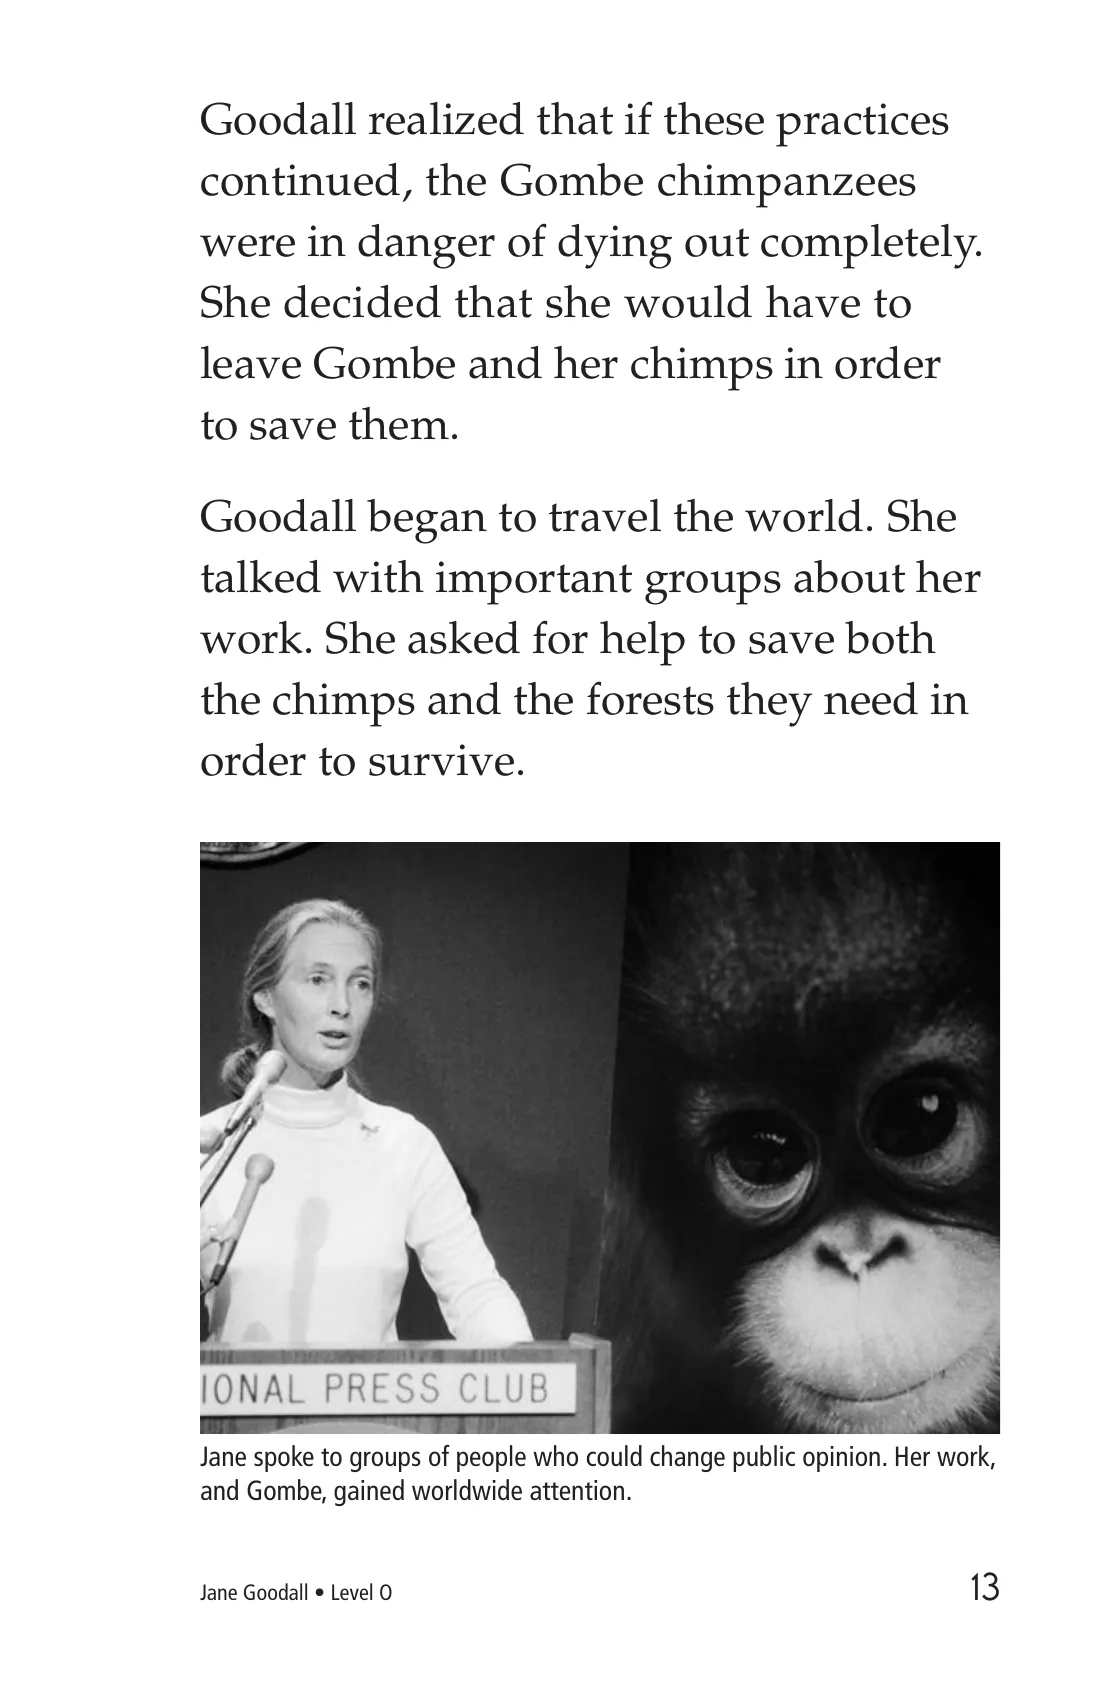 Goodall realized that if these practices
continued, the Gombe chimpanzees
were in danger of dying out completely.
She decided that she would have to
leave Gombe and her chimps in order
to save them.
Goodall began to travel the world. She
talked with important groups about her
work. She asked for help to save both
the chimps and the forests they need in
order to survive.
IONAL PRESS CLUB
Jane spoke to groups of people who could change public opinion. Her work,
and Gombe, gained worldwide attention.
Jane Goodall • Level O
13